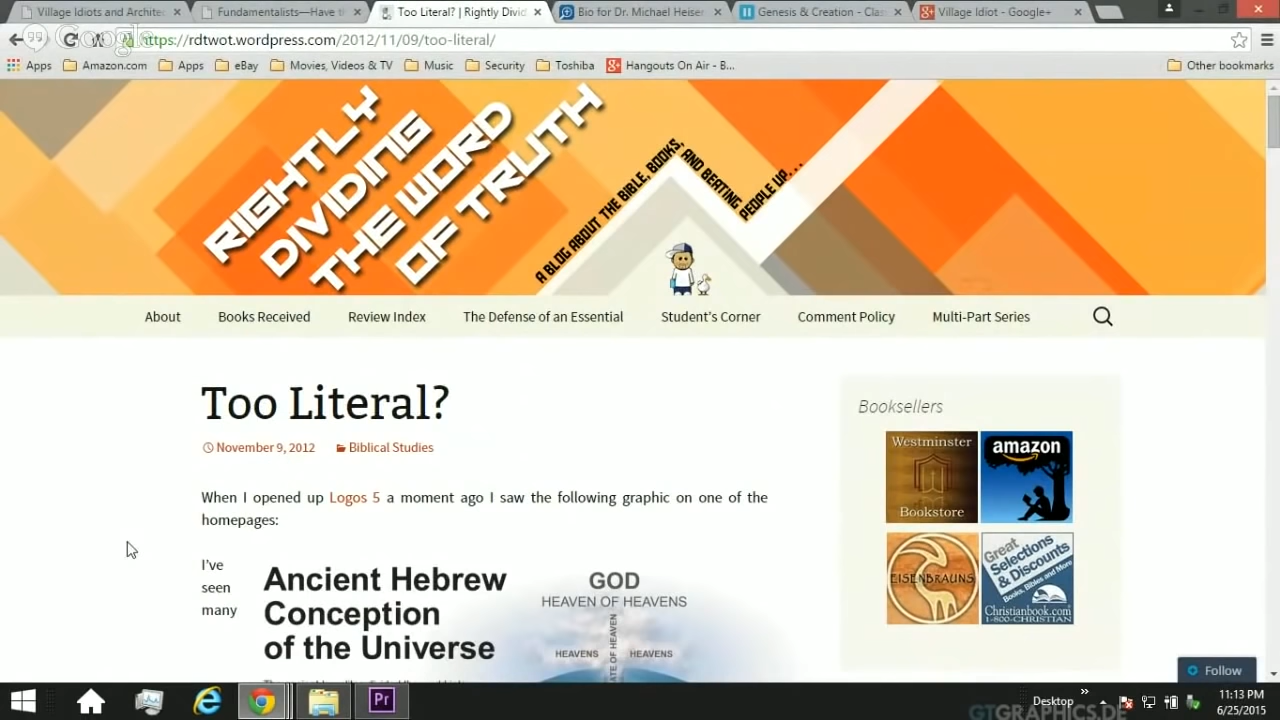 Village Idiots and Architec
Fundamentalists—Have th
Too Literal? | Rightly Divid
Bio for Dr. Michael Heiser
Genesis & Creation - Clas
Village Idiot - Google+
Google
https://rdtwot.wordpress.com/2012/11/09/too-literal/
Apps
Amazon.com
Apps
eBay
Movies, Videos & TV
Music
Security
Toshiba
Hangouts On Air - B...
Other bookmarks
RIGHTLY
DIVIDING
THE WORD
OF TRUTH
A BLOG ABOUT THE BIBLE, BOOKS,
AND BEATING
PEOPLE UP...
About
Books Received
Review Index
The Defense of an Essential
Student's Corner
Comment Policy
Multi-Part Series
Too Literal?
November 9, 2012
Biblical Studies
When I opened up Logos 5 a moment ago I saw the following graphic on one of the
homepages:
I've
seen
many
Ancient Hebrew
Conception
of the Universe
GOD
HEAVEN OF HEAVENS
HEAVENS
HEAVENS
OF HEAVEN
Booksellers
Westminster
Bookstore
amazon
EISENBRAUNS
Great
Selections
& Discounts
Books, Bibles and More
Christianbook.com
1-800-CHRISTIAN
Follow
Pr
Desktop
11:13 PM
6/25/2015
GTGRAPHICS.DE